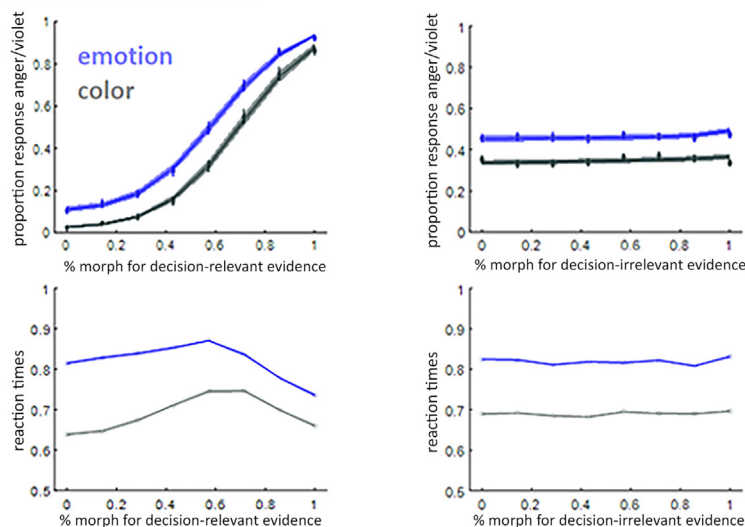 proportion response anger/violet
1
0.8
0.6
0.4
0.2
0
emotion
color
0 0.2 0.4 0.6 0.8 1
% morph for decision-relevant evidence
proportion response anger/violet
1
0.8
0.6
0.4
0.2
0
0 0.2 0.4 0.6 0.8 1
% morph for decision-irrelevant evidence
reaction times
1
0.9
0.8
0.7
0.6
0.5
0 0.2 0.4 0.6 0.8 1
% morph for decision-relevant evidence
reaction times
1
0.9
0.8
0.7
0.6
0.5
0 0.2 0.4 0.6 0.8 1
% morph for decision-irrelevant evidence